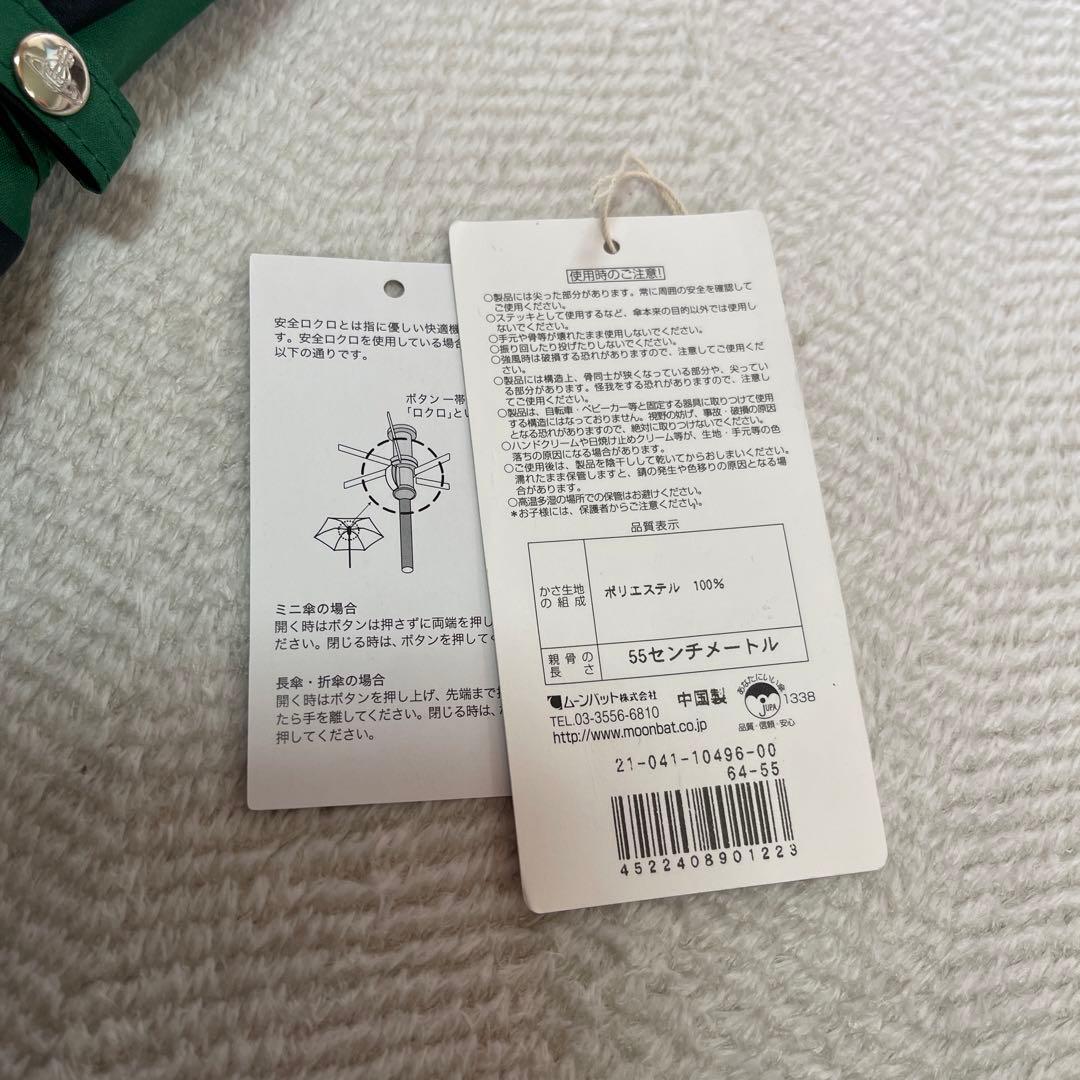 安全ロクロとは指に優しい快適機
す。安全ロクロを使用している場合
以下の通りです。
ボタン一帯
「ロクロ」とい
ミニ傘の場合
開く時はボタンは押さずに両端を押し
ださい。閉じる時は、ボタンを押してく
長傘・折傘の場合
開く時はボタンを押し上げ、先端まで
たら手を離してください。閉じる時は、
押してください。
使用時のご注意!
○製品には尖った部分があります。常に周囲の安全を確認して
ご使用ください。
○ステッキとして使用するなど、傘本来の目的以外では使用し
ないでください。
○手元や骨等が壊れたまま使用しないでください。
○振り回したり投げたりしないでください。
○強風時は破損する恐れがありますので、注意してご使用くだ
さい。
○製品には構造上、骨同士が狭くなっている部分や、尖ってい
る部分があります。怪我をする恐れがありますので、注意し
てご使用ください。
○製品は、自転車・ベビーカー等と固定する器具に取りつけて使用
する構造にはなっておりません。視野の妨げ、事故・破損の原因
となる恐れがありますので、絶対に取りつけないでください。
○ハンドクリームや日焼け止めクリーム等が、生地・手元等の色
落ちの原因になる場合があります。
○ご使用後は、製品を陰干しして乾いてからおしまいください。
濡れたまま保管しますと、錆の発生や色移りの原因となる場
合があります。
○高温多湿の場所での保管はお避けください。
*お子様には、保護者からご注意ください。
品質表示
かさ生地
の組成
ポリエステル 100%
親骨の
長さ
55センチメートル
ムーンバット株式会社 中国製
TEL.03-3556-6810
http://www.moonbat.co.jp
あなたにいい傘
JUPA
品質・信頼・安心
1338
21-041-10496-00
64-55
4522408901223